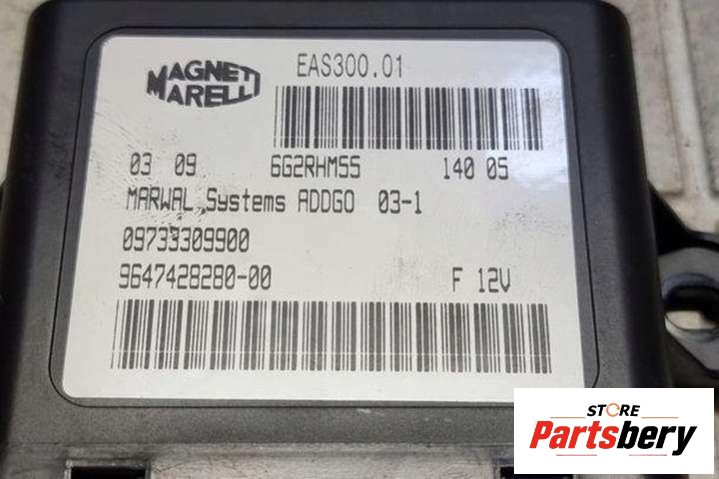 MAGNETI
MARELLI
EAS300.01
03 09 6G2RHM55 140 05
MARWAL Systems ADDGO 03-1
09733309900
9647428280-00 F 12V
STORE
Partsbery